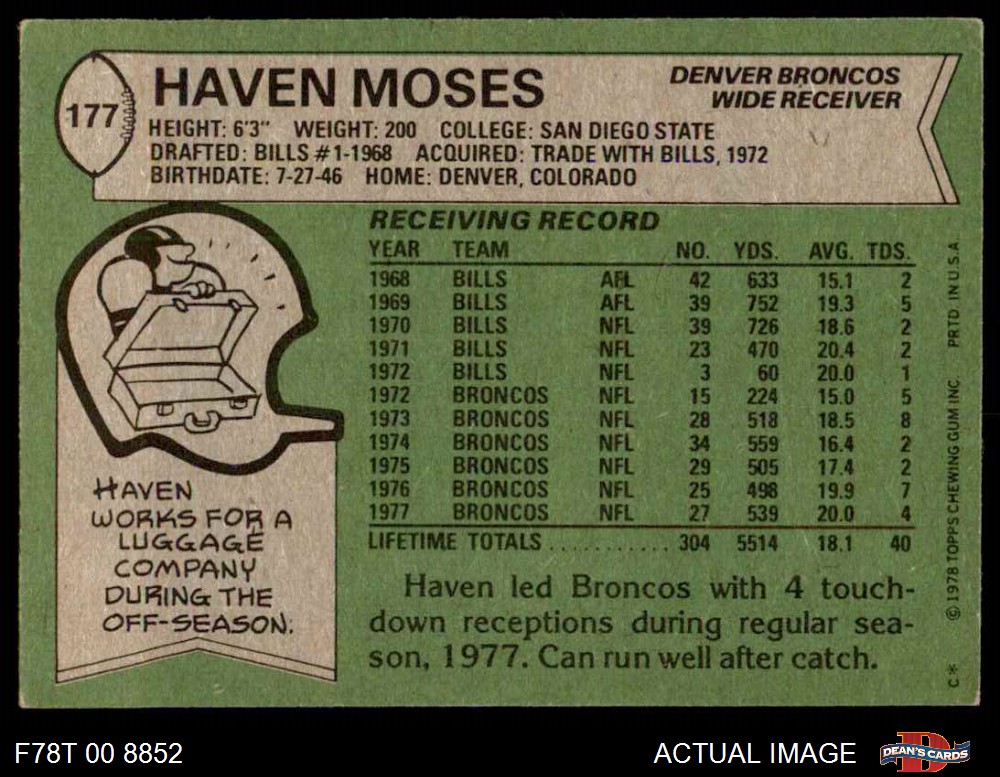 177
HAVEN MOSES
DENVER BRONCOS
WIDE RECEIVER
HEIGHT: 6'3" WEIGHT: 200 COLLEGE: SAN DIEGO STATE
DRAFTED: BILLS #1-1968 ACQUIRED: TRADE WITH BILLS, 1972
BIRTHDATE: 7-27-46 HOME: DENVER, COLORADO
RECEIVING RECORD
YEAR TEAM NO. YDS. AVG. TDS.
1968 BILLS AFL 42 633 15.1 2
1969 BILLS AFL 39 752 19.3 5
1970 BILLS NFL 39 726 18.6 2
1971 BILLS NFL 23 470 20.4 2
1972 BILLS NFL 3 60 20.0 1
1972 BRONCOS NFL 15 224 15.0 5
1973 BRONCOS NFL 28 518 18.5 8
1974 BRONCOS NFL 34 559 16.4 2
1975 BRONCOS NFL 29 505 17.4 2
1976 BRONCOS NFL 25 498 19.9 7
1977 BRONCOS NFL 27 539 20.0 4
LIFETIME TOTALS ............ 304 5514 18.1 40
Haven led Broncos with 4 touch-
down receptions during regular sea-
son, 1977. Can run well after catch.
HAVEN
WORKS FOR A
LUGGAGE
COMPANY
DURING THE
OFF-SEASON.
C* © 1978 TOPPS CHEWING GUM INC. PRTD. IN U.S.A.
F78T 00 8852
ACTUAL IMAGE
D
DEAN'S CARDS